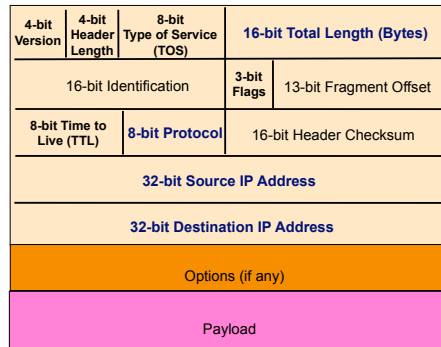 4-bit
Version
4-bit
Header
Length
8-bit
Type of Service
(TOS)
16-bit Total Length (Bytes)
16-bit Identification
3-bit
Flags
13-bit Fragment Offset
8-bit Time to
Live (TTL)
8-bit Protocol
16-bit Header Checksum
32-bit Source IP Address
32-bit Destination IP Address
Options (if any)
Payload